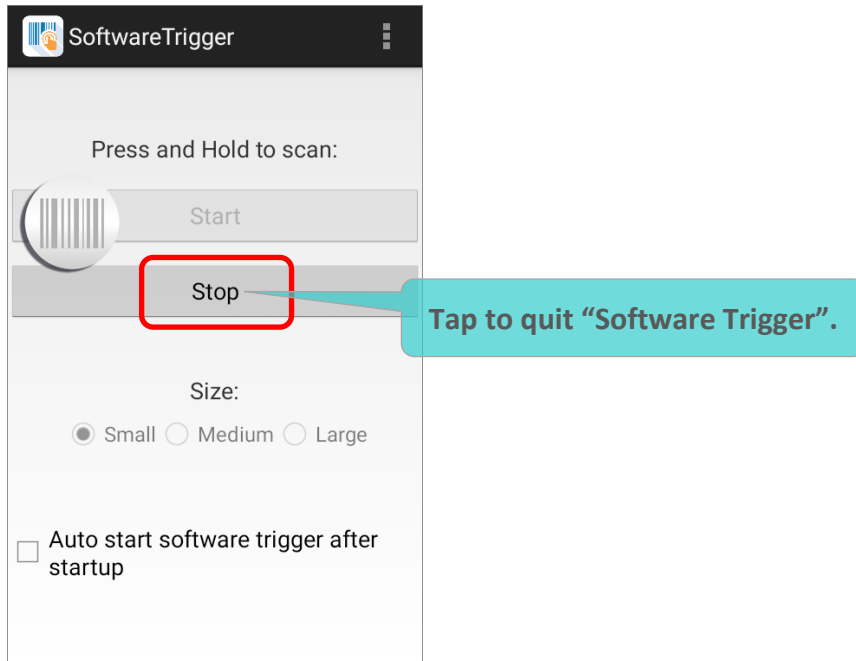 SoftwareTrigger
Press and Hold to scan:
Start
Stop
Tap to quit “Software Trigger”.
Size:
Small Medium Large
Auto start software trigger after
startup